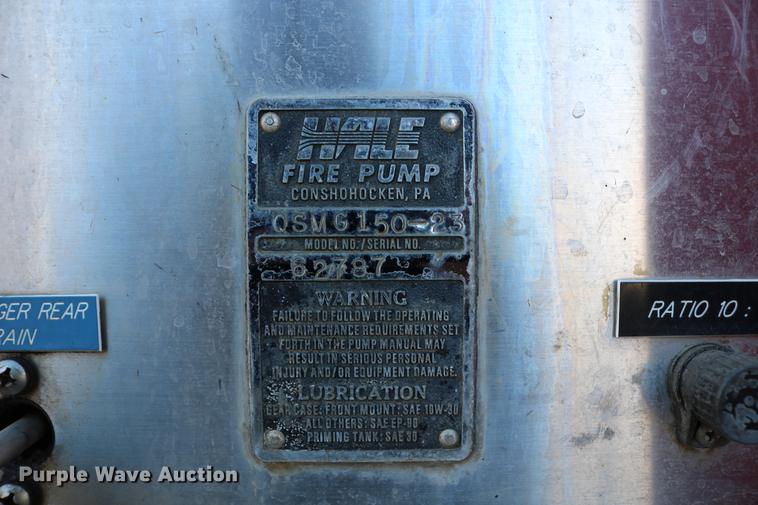 HALE
FIRE PUMP
CONSHOHOCKEN, PA
QSMG150-23
MODEL NO./SERIAL NO.
62787
WARNING
FAILURE TO FOLLOW THE OPERATING
AND MAINTENANCE REQUIREMENTS SET
FORTH IN THE PUMP MANUAL MAY
RESULT IN SERIOUS PERSONAL
INJURY AND/OR EQUIPMENT DAMAGE.
LUBRICATION
GEAR CASE: FRONT MOUNT: SAE 10W-30
ALL OTHERS: SAE EP-90
PRIMING TANK: SAE 30
GER REAR
RAIN
RATIO 10 :
Purple Wave Auction